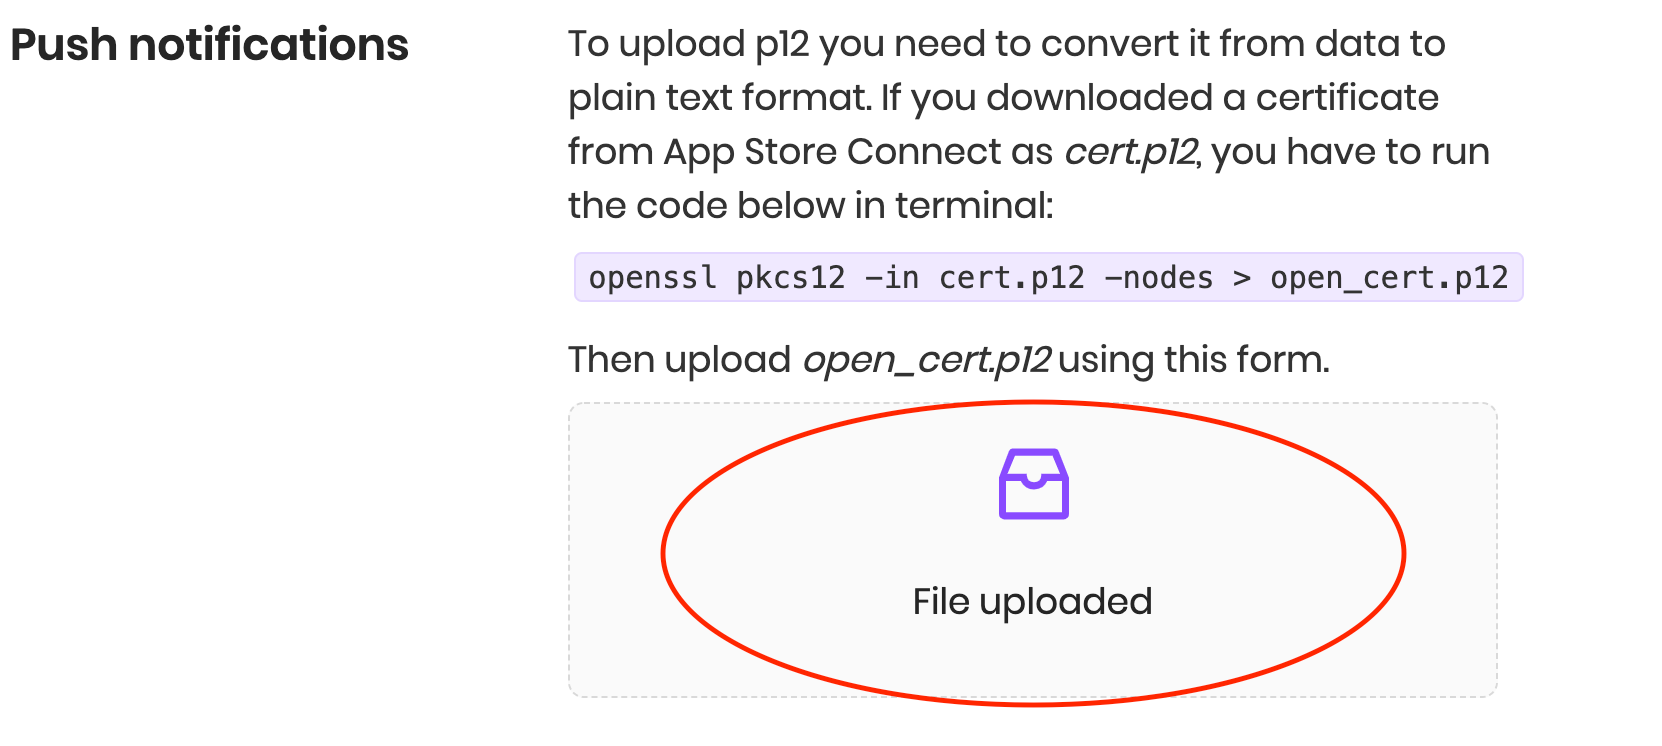 Push notifications
To upload p12 you need to convert it from data to
plain text format. If you downloaded a certificate
from App Store Connect as cert.p12, you have to run
the code below in terminal:
openssl pkcs12 -in cert.p12 -nodes > open_cert.p12
Then upload open_cert.p12 using this form.
File uploaded